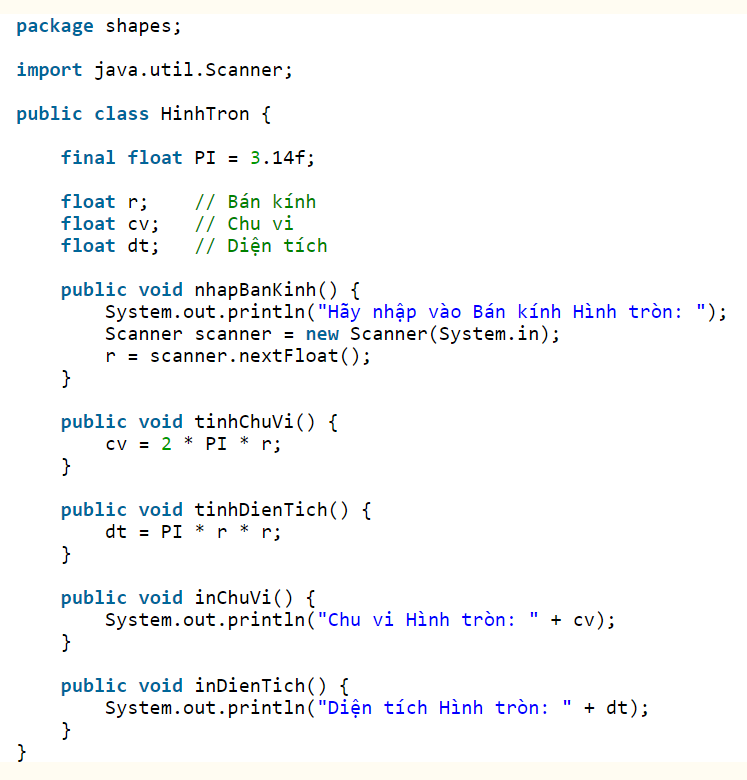 package shapes;
import java.util.Scanner;
public class HinhTron {
final float PI = 3.14f;
float r;    // Bán kính
float cv;   // Chu vi
float dt;   // Diện tích
public void nhapBanKinh() {
System.out.println("Hãy nhập vào Bán kính Hình tròn: ");
Scanner scanner = new Scanner(System.in);
r = scanner.nextFloat();
}
public void tinhChuVi() {
cv = 2 * PI * r;
}
public void tinhDienTich() {
dt = PI * r * r;
}
public void inChuVi() {
System.out.println("Chu vi Hình tròn: " + cv);
}
public void inDienTich() {
System.out.println("Diện tích Hình tròn: " + dt);
}
}